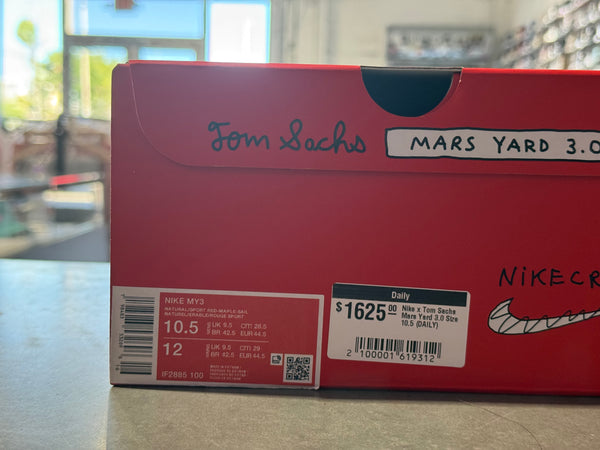 Tom Sachs
MARS YARD 3.0
NIKECR
NIKE MY3
NATURAL/SPORT RED-MAPLE-SAIL
NATUREL/ERABLE/ROUGE SPORT
10.5 UK 9.5 CM 28.5
BR 42.5 EUR 44.5
12 UK 9.5 CM 29
BR 42.5 EUR 44.5
IF2885 100
Daily
$1625.00 Nike x Tom Sachs
Mars Yard 3.0 Size
10.5 (DAILY)
2 100001 619312